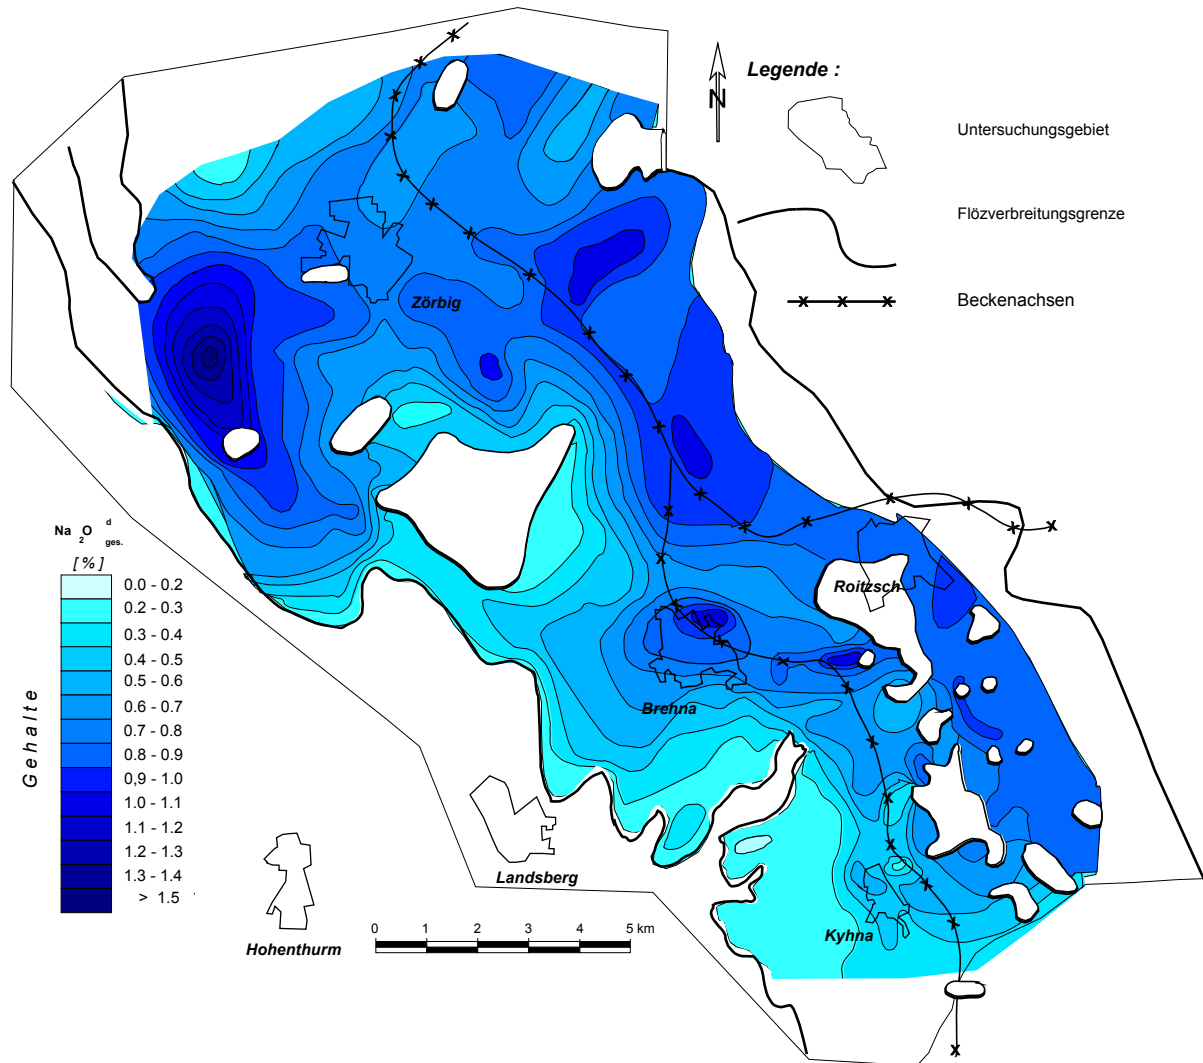 Legende :
N
Untersuchungsgebiet
Flözverbreitungsgrenze
x x x Beckenachsen
Zörbig
Roitzsch
Brehna
Landsberg
Kyhna
Hohenthurm
Na2O d ges.
[ % ]
0.0 - 0.2
0.2 - 0.3
0.3 - 0.4
0.4 - 0.5
0.5 - 0.6
0.6 - 0.7
0.7 - 0.8
0.8 - 0.9
0,9 - 1.0
1.0 - 1.1
1.1 - 1.2
1.2 - 1.3
1.3 - 1.4
> 1.5
Gehalte
0 1 2 3 4 5 km